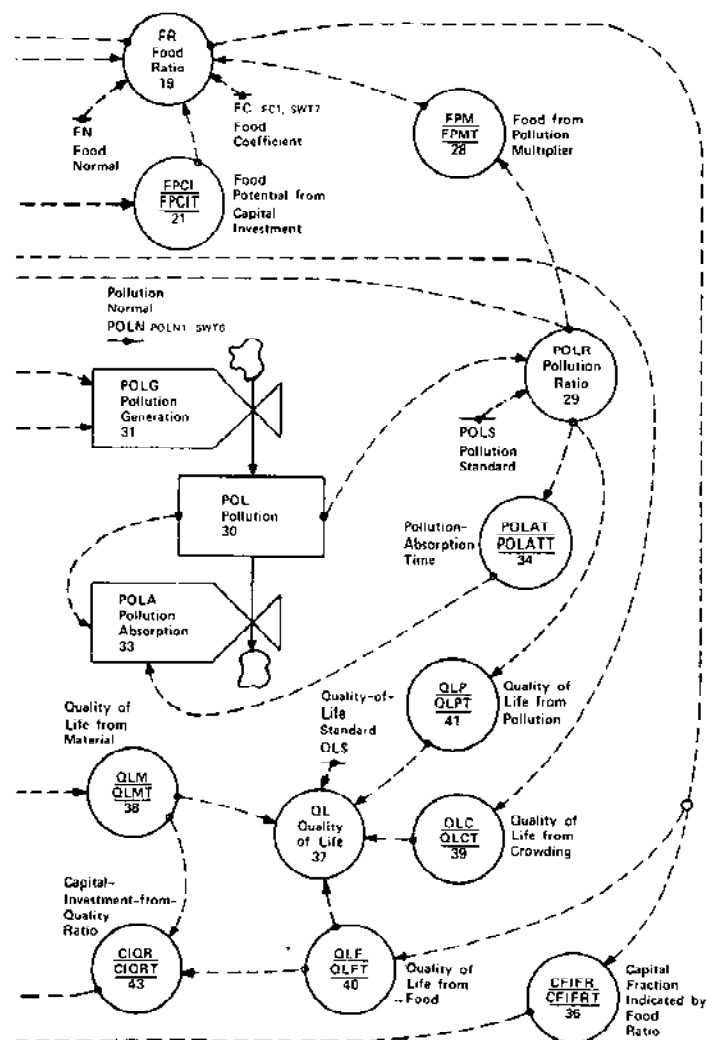 FR
Food
Ratio
19
FC FC1, SWT7
Food
Coefficient
FN
Food
Normal
FPM
FPMT
28
Food from
Pollution
Multiplier
FPCI
FPCIT
21
Food
Potential from
Capital
Investment
Pollution
Normal
POLN POLN1 SWT6
POLG
Pollution
Generation
31
POLR
Pollution
Ratio
29
POLS
Pollution
Standard
POL
Pollution
30
Pollution-
Absorption
Time
POLAT
POLATT
34
POLA
Pollution
Absorption
33
Quality of
Life from
Material
Quality-of-
Life
Standard
QLS
QLP
QLPT
41
Quality of
Life from
Pollution
QLM
QLMT
38
QL
Quality
of Life
37
QLC
QLCT
39
Quality of
Life from
Crowding
Capital-
Investment-from-
Quality
Ratio
CIQR
CIQRT
43
QLF
QLFT
40
Quality of
Life from
Food
CFIFR
CFIFRT
36
Capital
Fraction
Indicated by
Food
Ratio